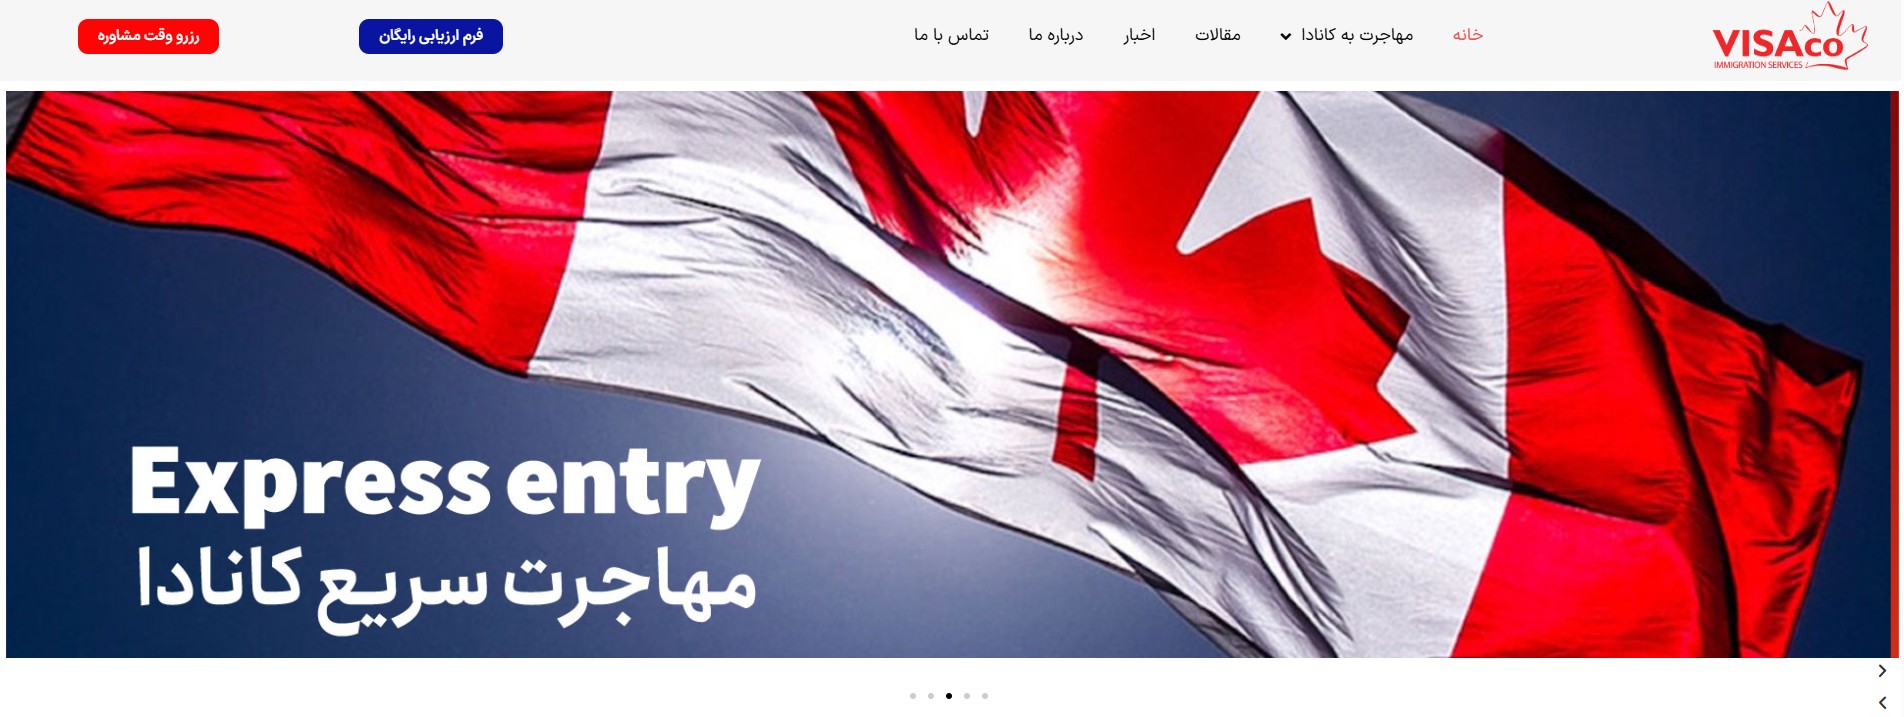 VISAco
IMMIGRATION SERVICES
خانه
مهاجرت به کانادا
مقالات
اخبار
درباره ما
تماس با ما
فرم ارزیابی رایگان
رزرو وقت مشاوره
Express entry
مهاجرت سریع کانادا